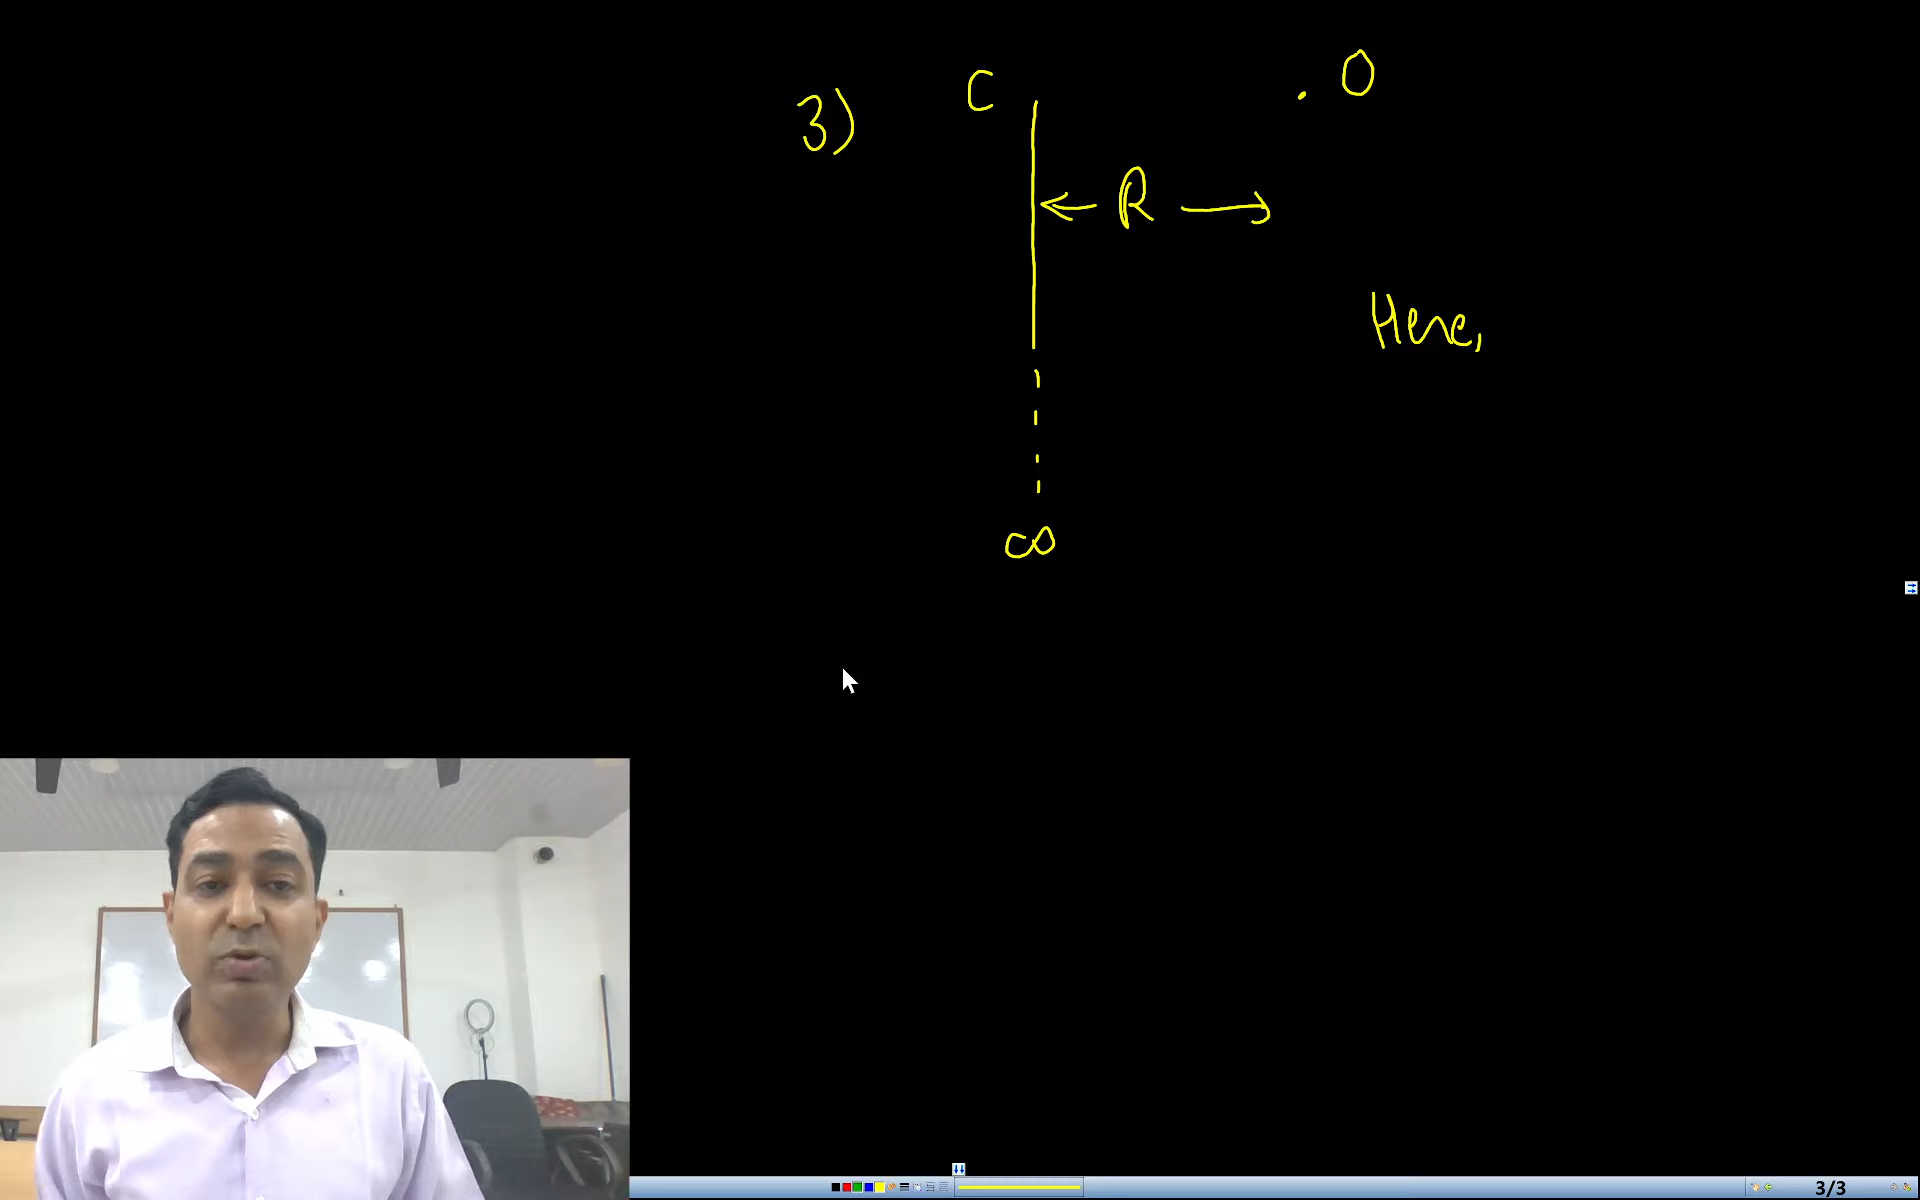 C
. O
3)
R
Here,
∞
3/3